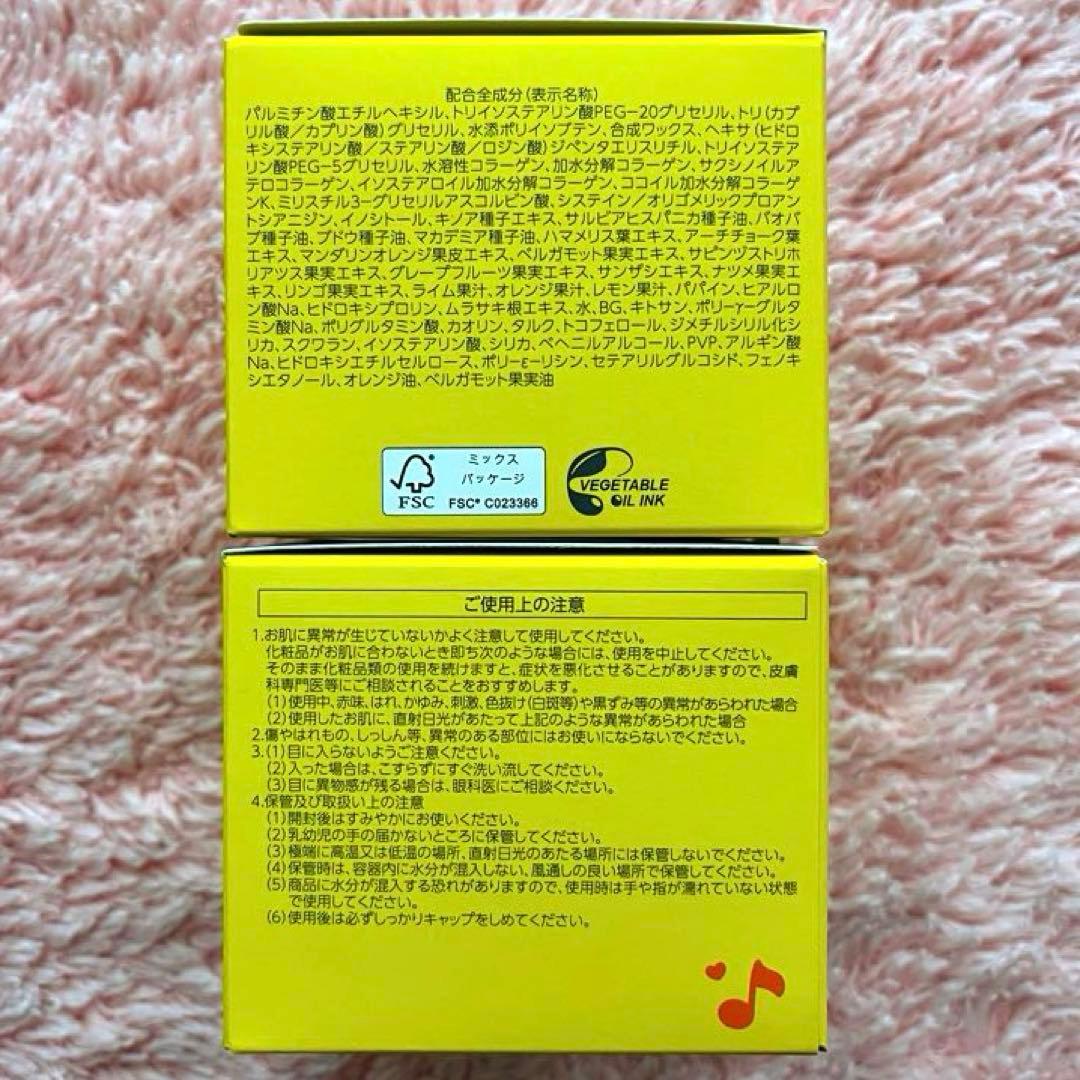 配合全成分(表示名称)
パルミチン酸エチルヘキシル、トリイソステアリン酸PEG−20グリセリル、トリ(カプ
リル酸/カプリン酸)グリセリル、水添ポリイソブテン、合成ワックス、ヘキサ(ヒドロ
キシステアリン酸/ステアリン酸/ロジン酸)ジペンタエリスリチル、トリイソステア
リン酸PEG−5グリセリル、水溶性コラーゲン、加水分解コラーゲン、サクシノイルア
テロコラーゲン、イソステアロイル加水分解コラーゲン、ココイル加水分解コラーゲ
ンK、ミリスチル3−グリセリルアスコルビン酸、システイン/オリゴメリックプロアン
トシアニジン、イノシトール、キノア種子エキス、サルビアヒスパニカ種子油、バオバ
ブ種子油、ブドウ種子油、マカデミア種子油、ハマメリス葉エキス、アーチチョーク葉
エキス、マンダリンオレンジ果皮エキス、ベルガモット果実エキス、サピンヅストリホ
リアツス果実エキス、グレープフルーツ果実エキス、サンザシエキス、ナツメ果実エ
キス、リンゴ果実エキス、ライム果汁、オレンジ果汁、レモン果汁、パパイン、ヒアルロ
ン酸Na、ヒドロキシプロリン、ムラサキ根エキス、水、BG、キトサン、ポリ−γ−グルタ
ミン酸Na、ポリグルタミン酸、カオリン、タルク、トコフェロール、ジメチルシリル化シ
リカ、スクワラン、イソステアリン酸、シリカ、ベヘニルアルコール、PVP、アルギン酸
Na、ヒドロキシエチルセルロース、ポリ−ε−リシン、セテアリルグルコシド、フェノキ
シエタノール、オレンジ油、ベルガモット果実油
FSC
ミックス
パッケージ
FSC® C023366
VEGETABLE
OIL INK
ご使用上の注意
1.お肌に異常が生じていないかよく注意して使用してください。
化粧品がお肌に合わないとき即ち次のような場合には、使用を中止してください。
そのまま化粧品類の使用を続けますと、症状を悪化させることがありますので、皮膚
科専門医等にご相談されることをおすすめします。
(1)使用中、赤味、はれ、かゆみ、刺激、色抜け(白斑等)や黒ずみ等の異常があらわれた場合
(2)使用したお肌に、直射日光があたって上記のような異常があらわれた場合
2.傷やはれもの、しっしん等、異常のある部位にはお使いにならないでください。
3.(1)目に入らないようご注意ください。
(2)入った場合は、こすらずにすぐ洗い流してください。
(3)目に異物感が残る場合は、眼科医にご相談ください。
4.保管及び取扱い上の注意
(1)開封後はすみやかにお使いください。
(2)乳幼児の手の届かないところに保管してください。
(3)極端に高温又は低温の場所、直射日光のあたる場所には保管しないでください。
(4)保管時は、容器内に水分が混入しない、風通しの良い場所で保管してください。
(5)商品に水分が混入する恐れがありますので、使用時は手や指が濡れていない状態
で使用してください。
(6)使用後は必ずしっかりキャップをしめてください。